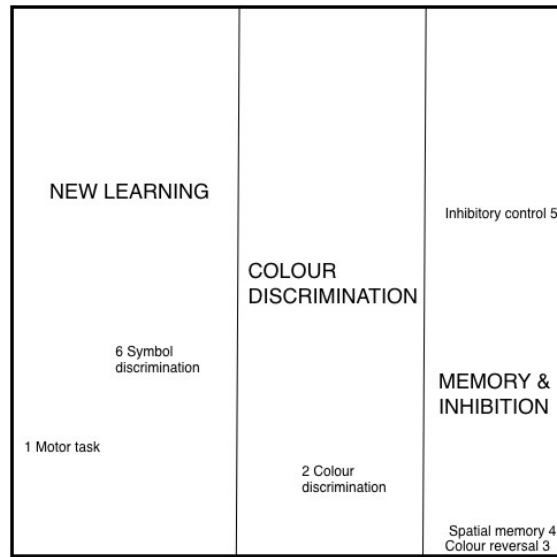 NEW LEARNING
6 Symbol
discrimination
1 Motor task
COLOUR
DISCRIMINATION
2 Colour
discrimination
Inhibitory control 5
MEMORY &
INHIBITION
Spatial memory 4
Colour reversal 3